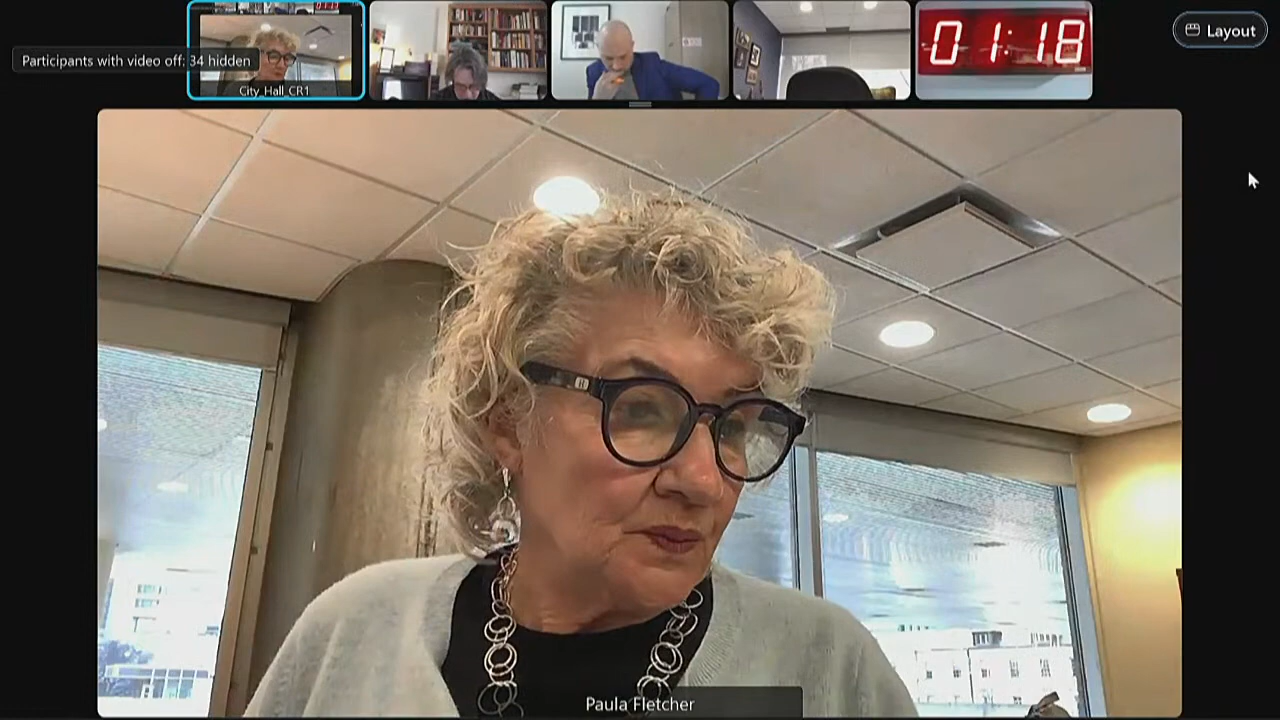 Participants with video off: 34 hidden
City_Hall_CR1
01:18
Layout
Paula Fletcher